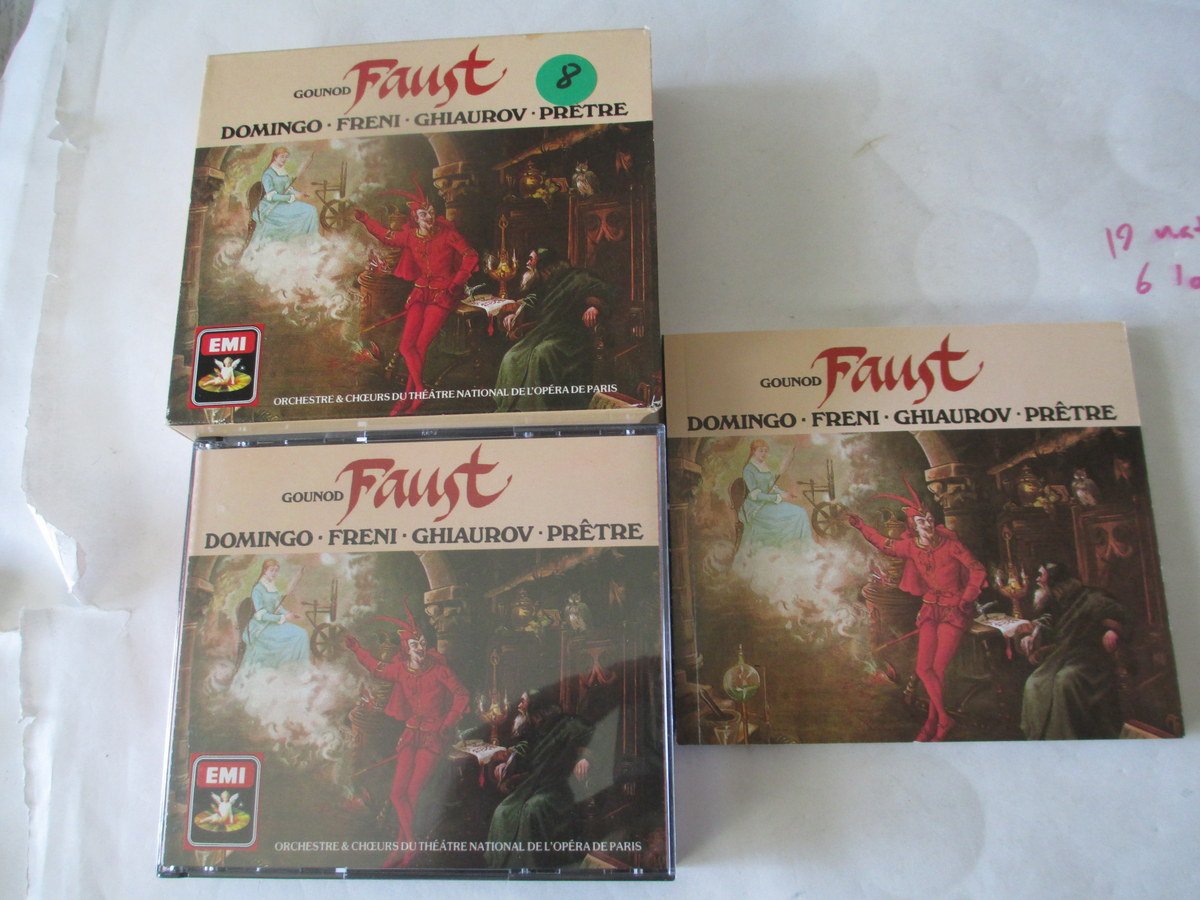 GOUNOD Faust
8
DOMINGO · FRENI · GHIAUROV · PRÊTRE
EMI
ORCHESTRE & CHŒURS DU THÉÂTRE NATIONAL DE L'OPÉRA DE PARIS
GOUNOD Faust
DOMINGO · FRENI · GHIAUROV · PRÊTRE
GOUNOD Faust
DOMINGO · FRENI · GHIAUROV · PRÊTRE
EMI
ORCHESTRE & CHŒURS DU THÉÂTRE NATIONAL DE L'OPÉRA DE PARIS
19
6